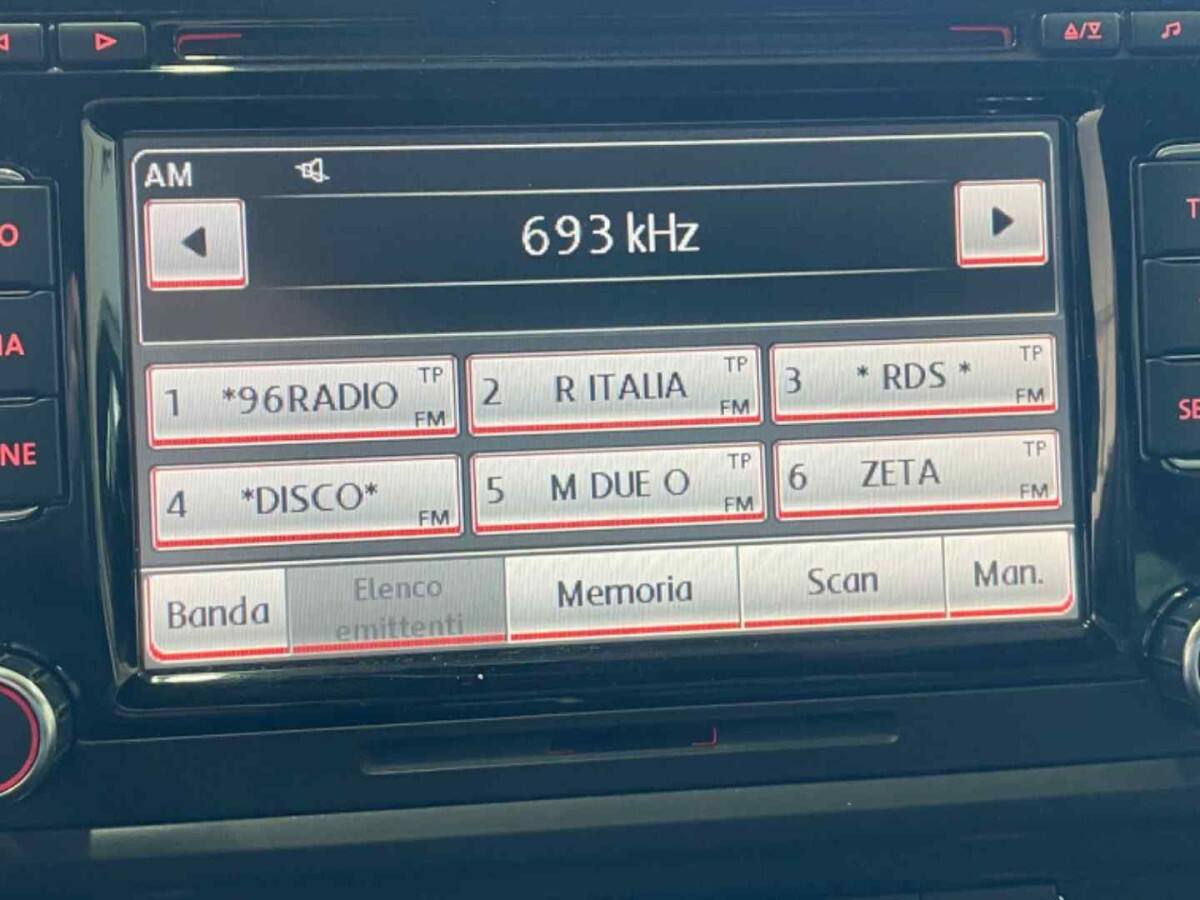 AM
693 kHz
1 *96RADIO TP FM
2 R ITALIA TP FM
3 * RDS * TP FM
4 *DISCO* FM
5 M DUE O TP FM
6 ZETA TP FM
Banda
Elenco
emittenti
Memoria
Scan
Man.